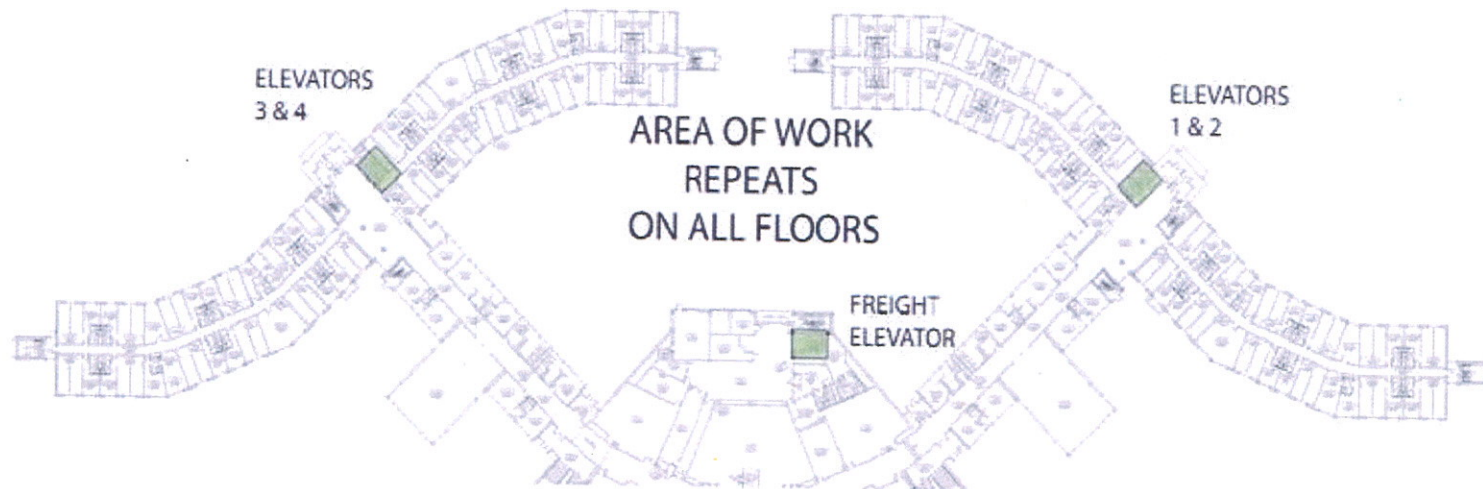 ELEVATORS
3 & 4
AREA OF WORK
REPEATS
ON ALL FLOORS
ELEVATORS
1 & 2
FREIGHT
ELEVATOR